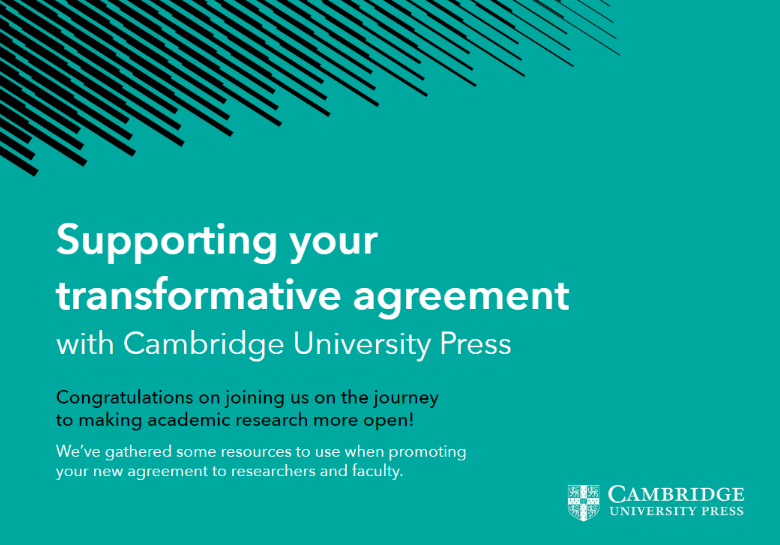 Supporting your
transformative agreement
with Cambridge University Press
Congratulations on joining us on the journey
to making academic research more open!
We’ve gathered some resources to use when promoting
your new agreement to researchers and faculty.
CAMBRIDGE
UNIVERSITY PRESS